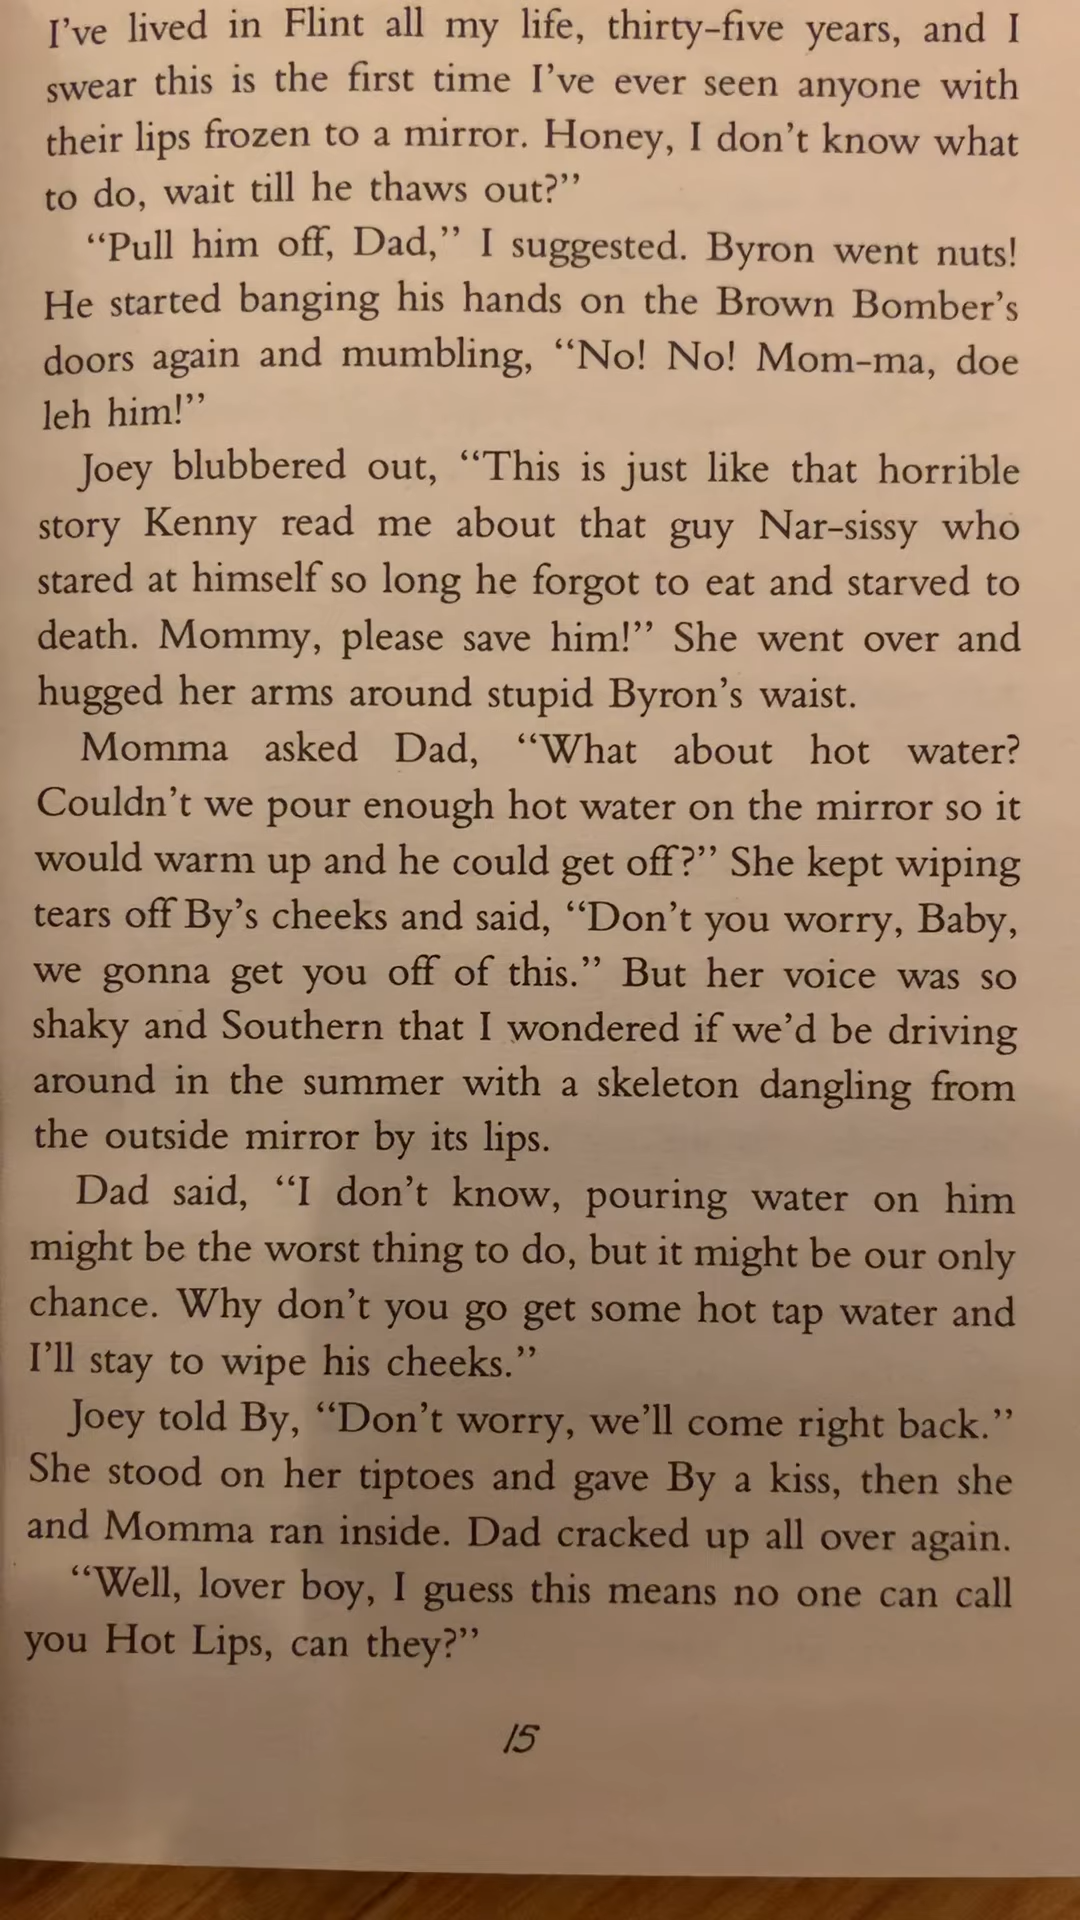 I've lived in Flint all my life, thirty-five years, and I
swear this is the first time I've ever seen anyone with
their lips frozen to a mirror. Honey, I don't know what
to do, wait till he thaws out?”
“Pull him off, Dad,” I suggested. Byron went nuts!
He started banging his hands on the Brown Bomber's
doors again and mumbling, “No! No! Mom-ma, doe
leh him!”
Joey blubbered out, “This is just like that horrible
story Kenny read me about that guy Nar-sissy who
stared at himself so long he forgot to eat and starved to
death. Mommy, please save him!” She went over and
hugged her arms around stupid Byron's waist.
Momma asked Dad, “What about hot water?
Couldn't we pour enough hot water on the mirror so it
would warm up and he could get off?” She kept wiping
tears off By's cheeks and said, “Don't you worry, Baby,
we gonna get you off of this.” But her voice was so
shaky and Southern that I wondered if we'd be driving
around in the summer with a skeleton dangling from
the outside mirror by its lips.
Dad said, “I don't know, pouring water on him
might be the worst thing to do, but it might be our only
chance. Why don't you go get some hot tap water and
I'll stay to wipe his cheeks.”
Joey told By, “Don't worry, we'll come right back.”
She stood on her tiptoes and gave By a kiss, then she
and Momma ran inside. Dad cracked up all over again.
“Well, lover boy, I guess this means no one can call
you Hot Lips, can they?”
15